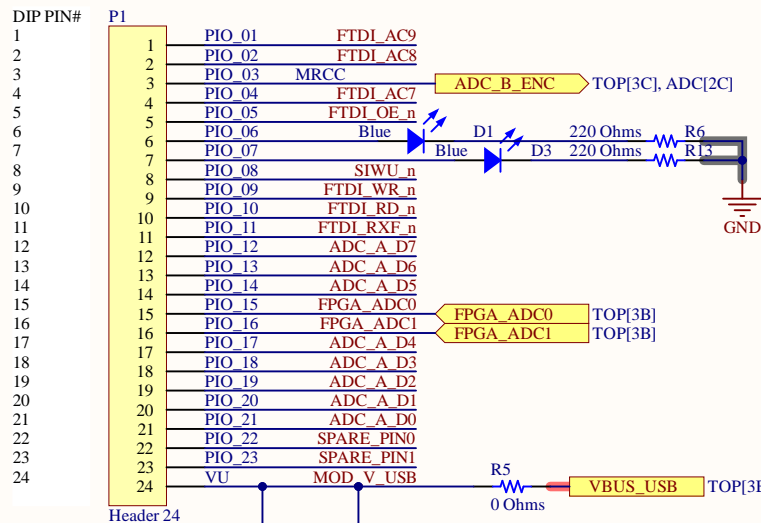 DIP PIN# P1
1 1 PIO_01 FTDI_AC9
2 2 PIO_02 FTDI_AC8
3 3 PIO_03 MRCC ADC_B_ENC TOP[3C], ADC[2C]
4 4 PIO_04 FTDI_AC7
5 5 PIO_05 FTDI_OE_n
6 6 PIO_06 Blue D1 220 Ohms R6
7 7 PIO_07 Blue D3 220 Ohms R13
8 8 PIO_08 SIWU_n
9 9 PIO_09 FTDI_WR_n
10 10 PIO_10 FTDI_RD_n
GND
11 11 PIO_11 FTDI_RXF_n
12 12 PIO_12 ADC_A_D7
13 13 PIO_13 ADC_A_D6
14 14 PIO_14 ADC_A_D5
15 15 PIO_15 FPGA_ADC0 FPGA_ADC0 TOP[3B]
16 16 PIO_16 FPGA_ADC1 FPGA_ADC1 TOP[3B]
17 17 PIO_17 ADC_A_D4
18 18 PIO_18 ADC_A_D3
19 19 PIO_19 ADC_A_D2
20 20 PIO_20 ADC_A_D1
21 21 PIO_21 ADC_A_D0
22 22 PIO_22 SPARE_PIN0
23 23 PIO_23 SPARE_PIN1
24 24 VU MOD_V_USB R5 0 Ohms VBUS_USB TOP[3
Header 24